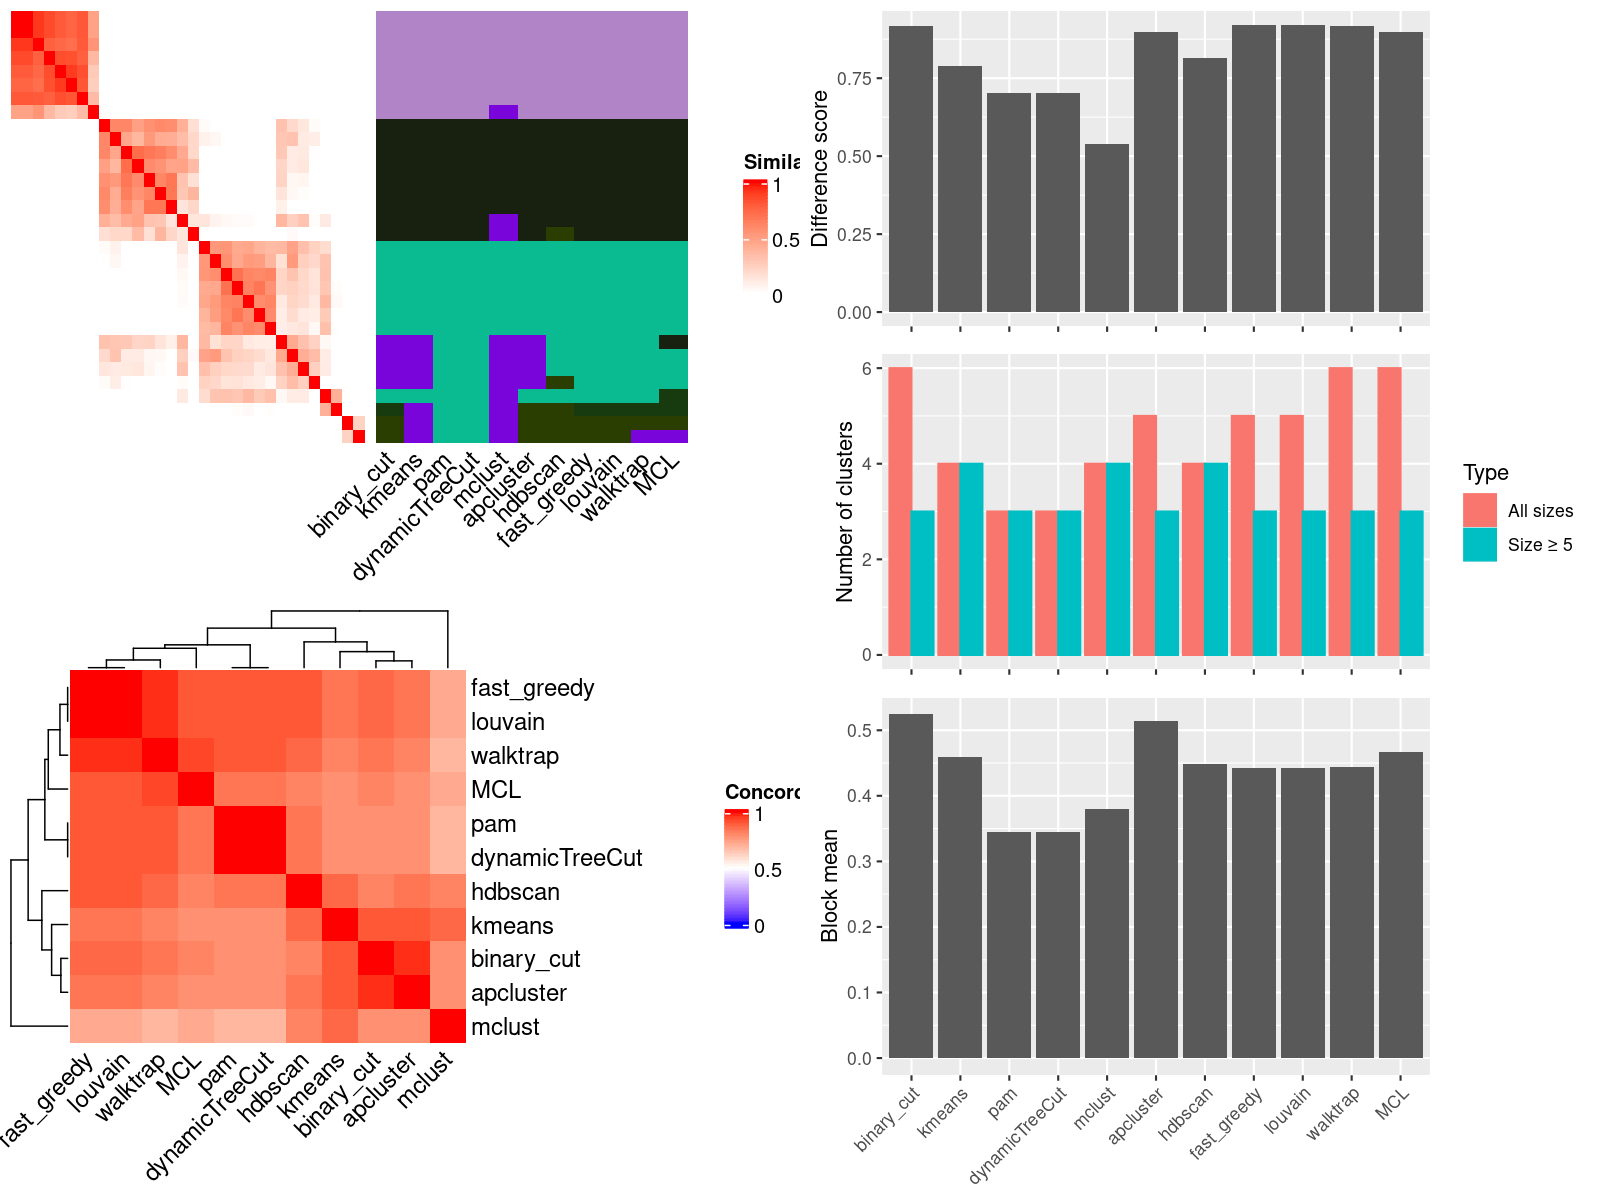 Simila
1
0.5
0
binary_cut
kmeans
pam
dynamicTreeCut
mclust
apcluster
hdbscan
fast_greedy
louvain
walktrap
MCL
Difference score
0.75
0.50
0.25
0.00
Number of clusters
6
4
2
0
Type
All sizes
Size ≥ 5
fast_greedy
louvain
walktrap
MCL
pam
dynamicTreeCut
hdbscan
kmeans
binary_cut
apcluster
mclust
fast_greedy
louvain
walktrap
MCL
pam
dynamicTreeCut
hdbscan
kmeans
binary_cut
apcluster
mclust
Concord
1
0.5
0
Block mean
0.5
0.4
0.3
0.2
0.1
0.0
binary_cut
kmeans
pam
dynamicTreeCut
mclust
apcluster
hdbscan
fast_greedy
louvain
walktrap
MCL